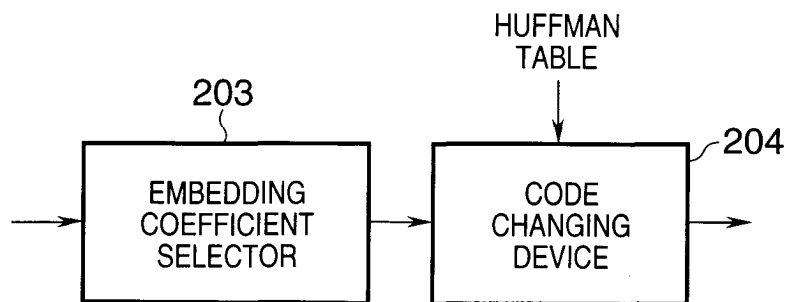 HUFFMAN
TABLE
203
204
EMBEDDING
COEFFICIENT
SELECTOR
CODE
CHANGING
DEVICE